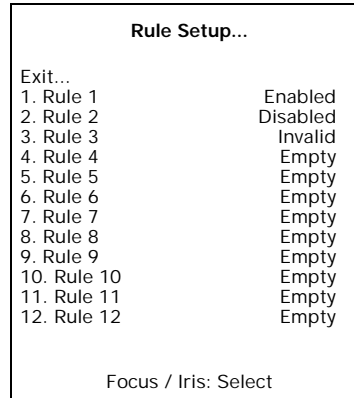 Rule Setup...
Exit...
1. Rule 1 Enabled
2. Rule 2 Disabled
3. Rule 3 Invalid
4. Rule 4 Empty
5. Rule 5 Empty
6. Rule 6 Empty
7. Rule 7 Empty
8. Rule 8 Empty
9. Rule 9 Empty
10. Rule 10 Empty
11. Rule 11 Empty
12. Rule 12 Empty
Focus / Iris: Select